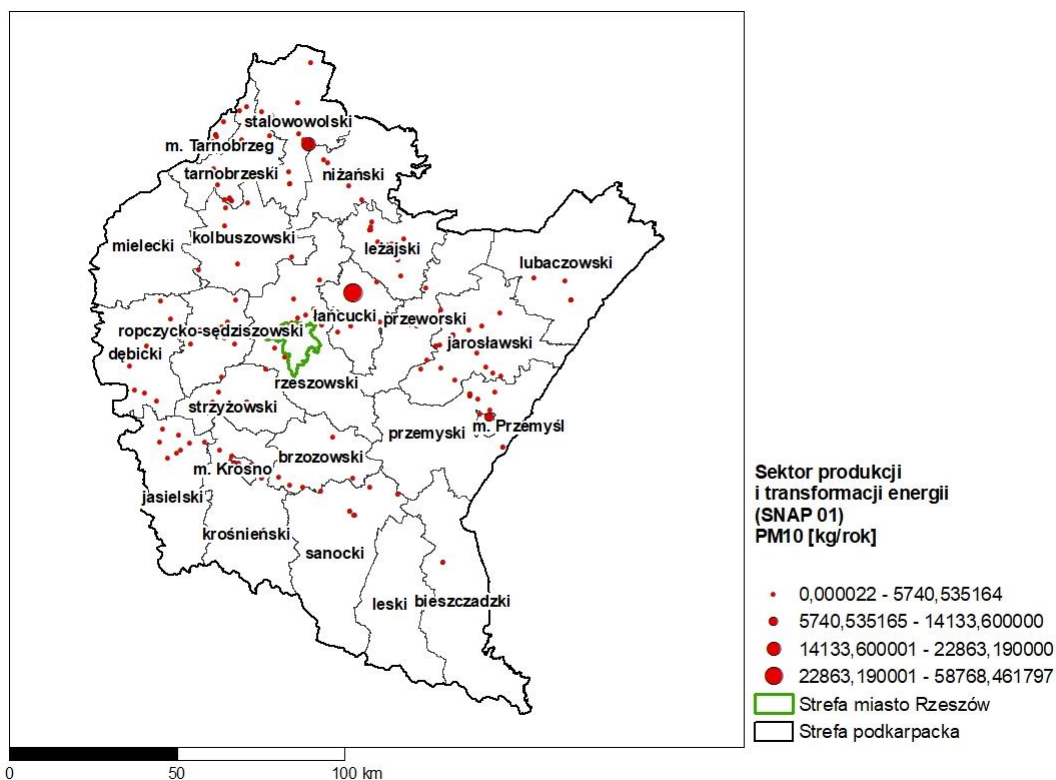 stalowowolski
m. Tarnobrzeg
tarnobrzeski
niżański
mielecki
kolbuszowski
leżajski
lubaczowski
łańcucki
przeworski
ropczycko-sędziszowski
jarosławski
dębicki
rzeszowski
strzyżowski
przemyski
m. Przemyśl
brzozowski
m. Krosno
jasielski
krośnieński
sanocki
leski
bieszczadzki
Sektor produkcji
i transformacji energii
(SNAP 01)
PM10 [kg/rok]
0,000022 - 5740,535164
5740,535165 - 14133,600000
14133,600001 - 22863,190000
22863,190001 - 58768,461797
Strefa miasto Rzeszów
Strefa podkarpacka
0 50 100 km